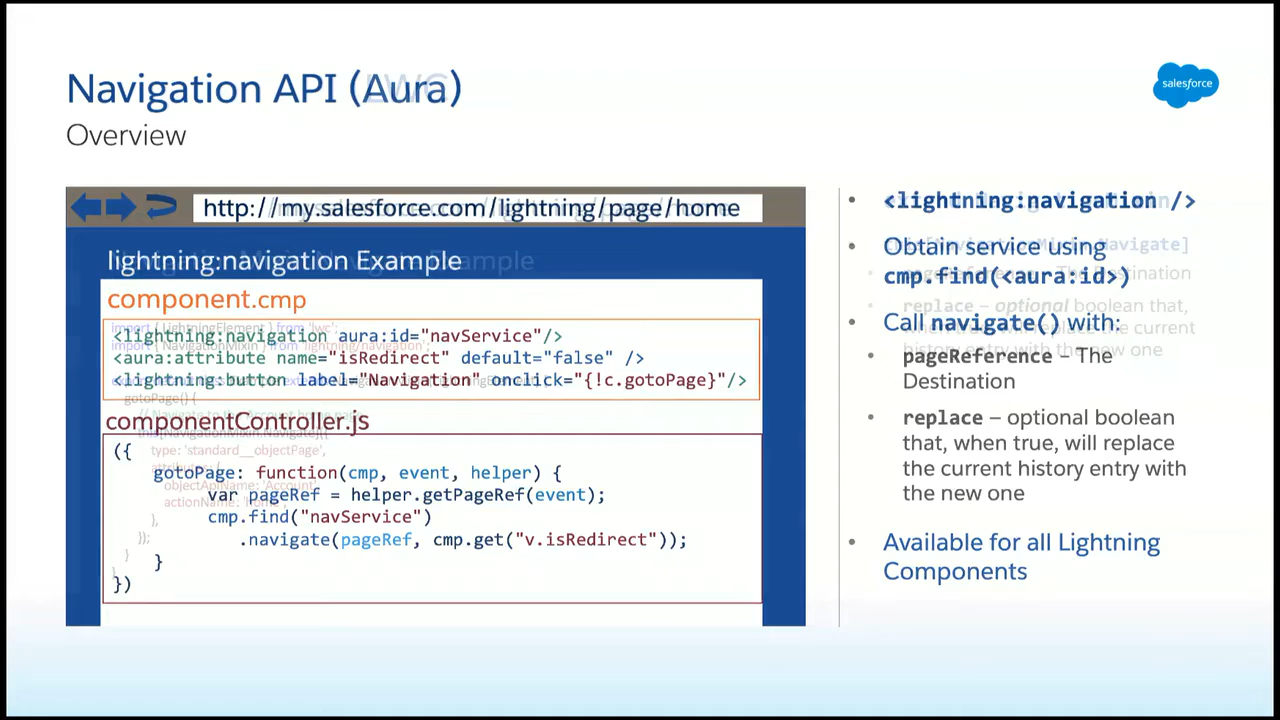 Navigation API (Aura)
salesforce
Overview
http://my.salesforce.com/lightning/page/home
lightning:navigation Example
component.cmp
<lightning:navigation aura:id="navService"/>
<aura:attribute name="isRedirect" default="false" />
<lightning:button label="Navigation" onclick="{!c.gotoPage}"/>
componentController.js
({
gotoPage: function(cmp, event, helper) {
var pageRef = helper.getPageRef(event);
cmp.find("navService")
.navigate(pageRef, cmp.get("v.isRedirect"));
}
})
• <lightning:navigation />
• Obtain service using
cmp.find(<aura:id>)
• Call navigate() with:
• pageReference – The
Destination
• replace – optional boolean
that, when true, will replace
the current history entry with
the new one
• Available for all Lightning
Components